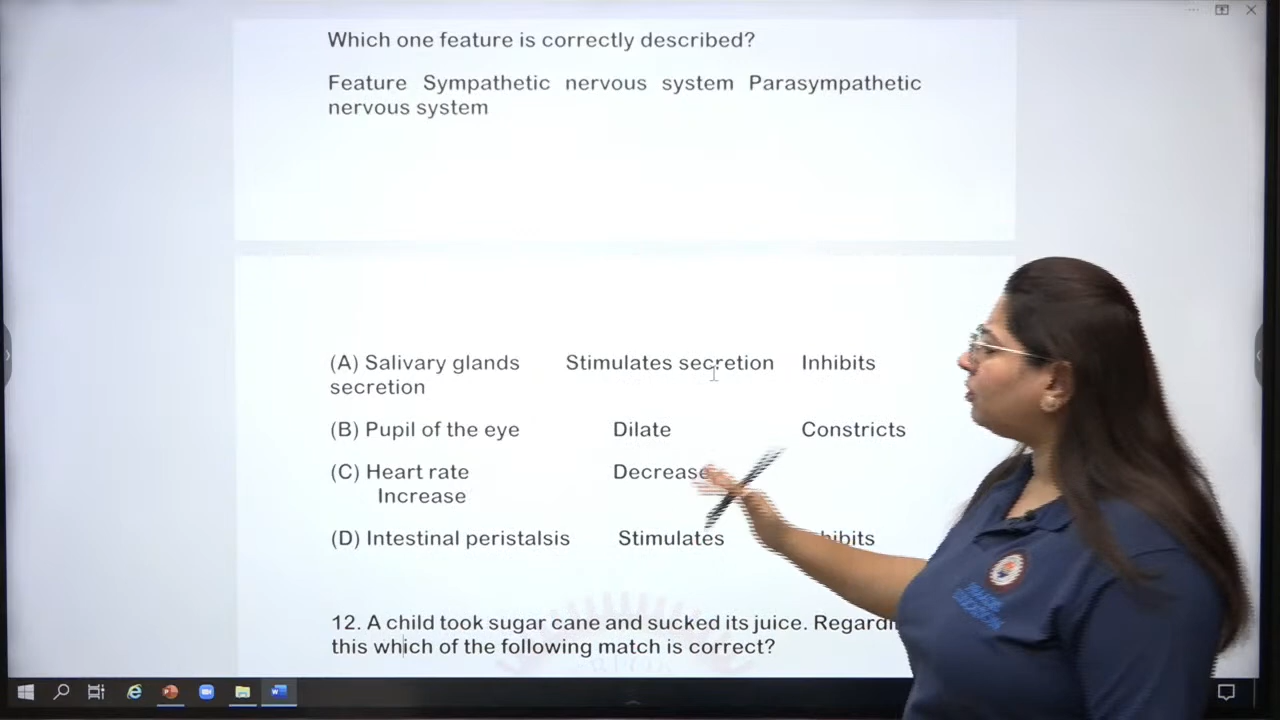 Which one feature is correctly described?
Feature Sympathetic nervous system Parasympathetic
nervous system
(A) Salivary glands Stimulates secretion Inhibits
secretion
(B) Pupil of the eye Dilate Constricts
(C) Heart rate Decrease
Increase
(D) Intestinal peristalsis Stimulates
12. A child took sugar cane and sucked its juice.
this which of the following match is correct?